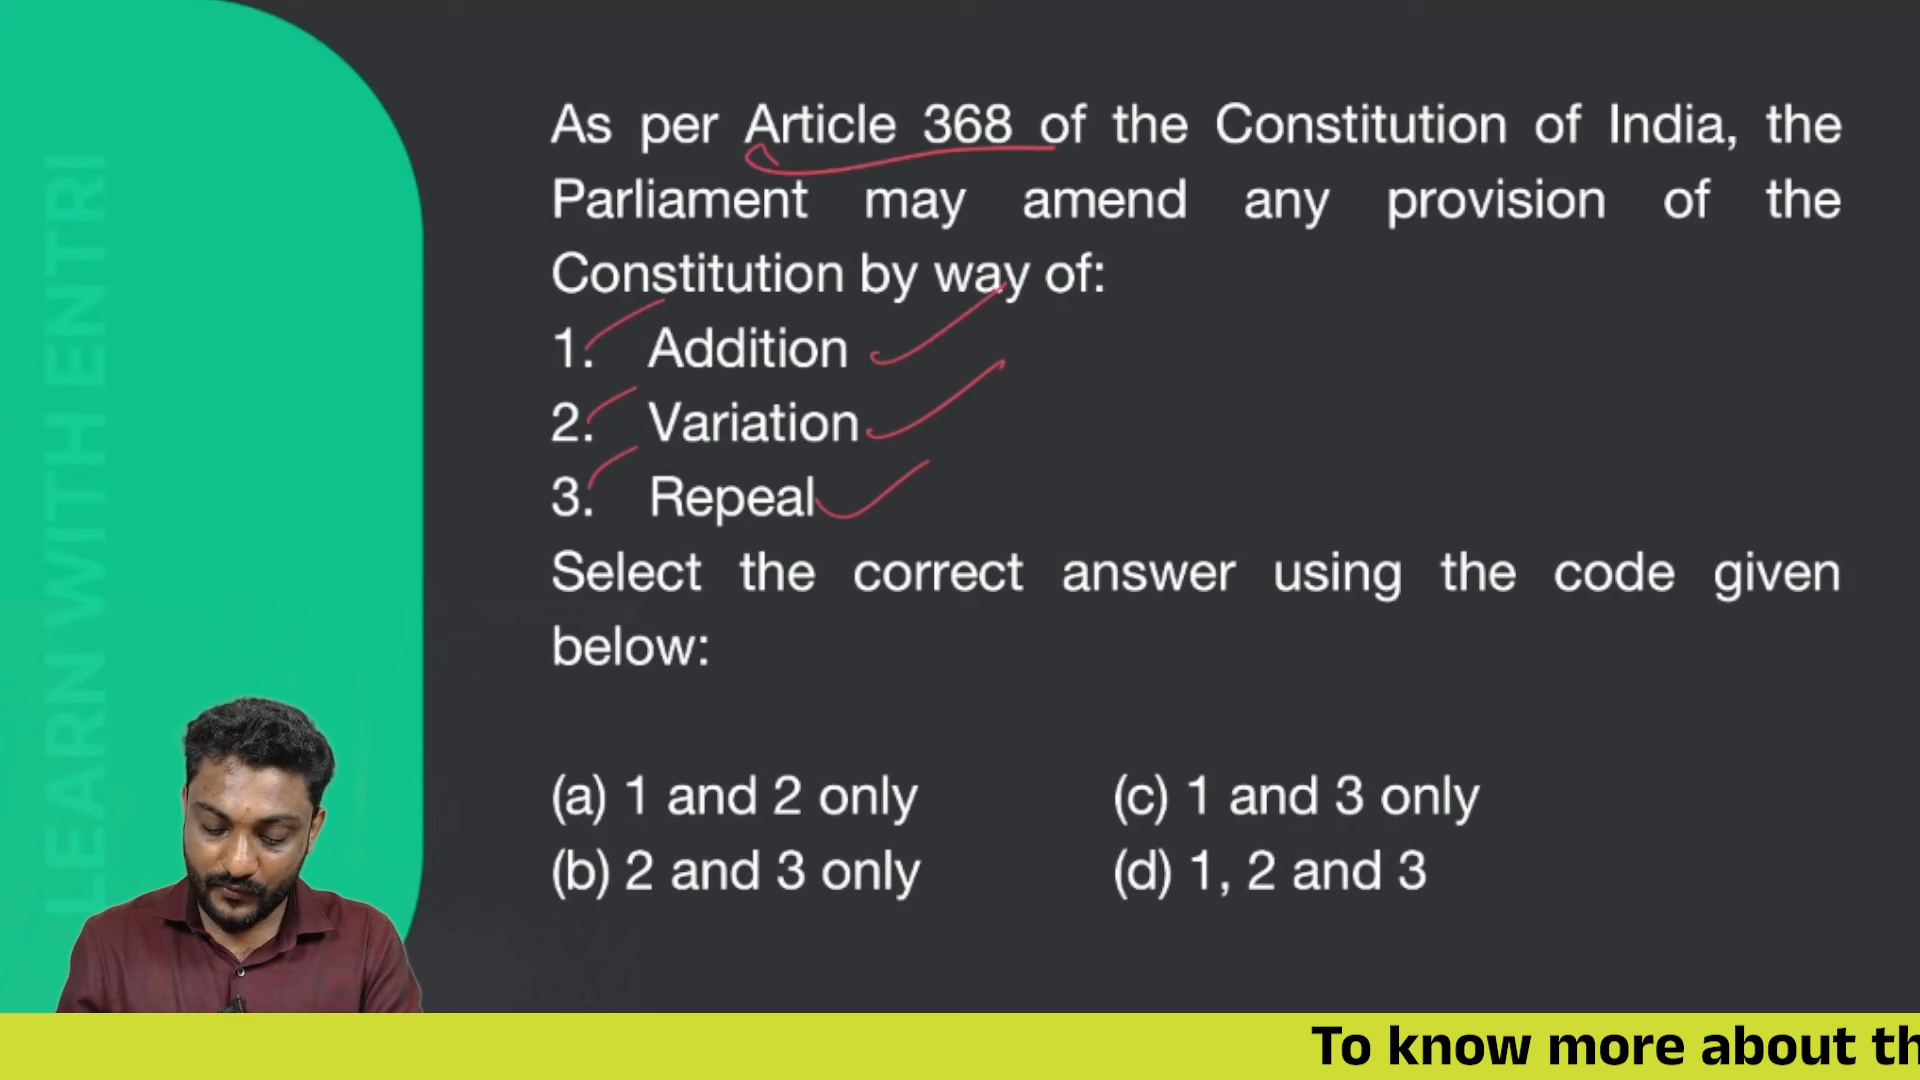 LEARN WITH ENTRI
As per Article 368 of the Constitution of India, the
Parliament may amend any provision of the
Constitution by way of:
1. Addition
2. Variation
3. Repeal
Select the correct answer using the code given
below:
(a) 1 and 2 only
(c) 1 and 3 only
(b) 2 and 3 only
(d) 1, 2 and 3
To know more about th